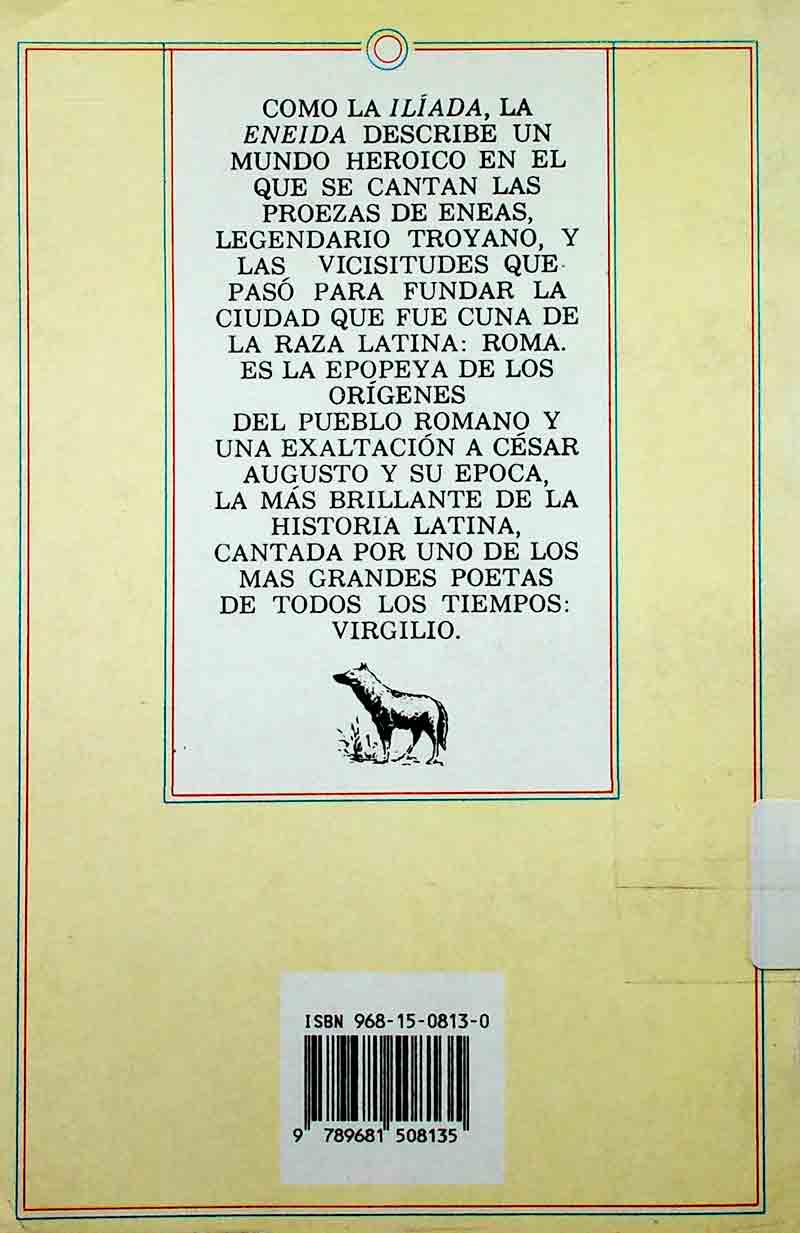 COMO LA ILÍADA, LA
ENEIDA DESCRIBE UN
MUNDO HEROICO EN EL
QUE SE CANTAN LAS
PROEZAS DE ENEAS,
LEGENDARIO TROYANO, Y
LAS VICISITUDES QUE
PASÓ PARA FUNDAR LA
CIUDAD QUE FUE CUNA DE
LA RAZA LATINA: ROMA.
ES LA EPOPEYA DE LOS
ORÍGENES
DEL PUEBLO ROMANO Y
UNA EXALTACIÓN A CÉSAR
AUGUSTO Y SU EPOCA,
LA MÁS BRILLANTE DE LA
HISTORIA LATINA,
CANTADA POR UNO DE LOS
MAS GRANDES POETAS
DE TODOS LOS TIEMPOS:
VIRGILIO.
ISBN 968-15-0813-0
9 789681 508135